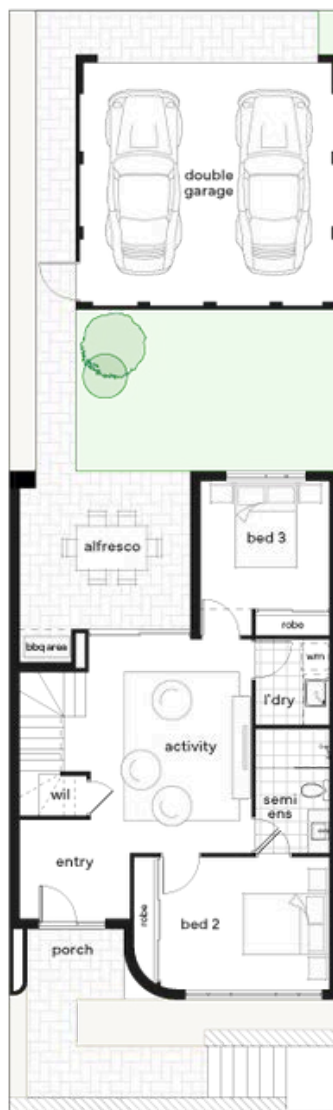 double
garage
bed 3
alfresco
robe
bbq area
wm
l'dry
activity
wil
semi
ens
entry
robe
bed 2
porch